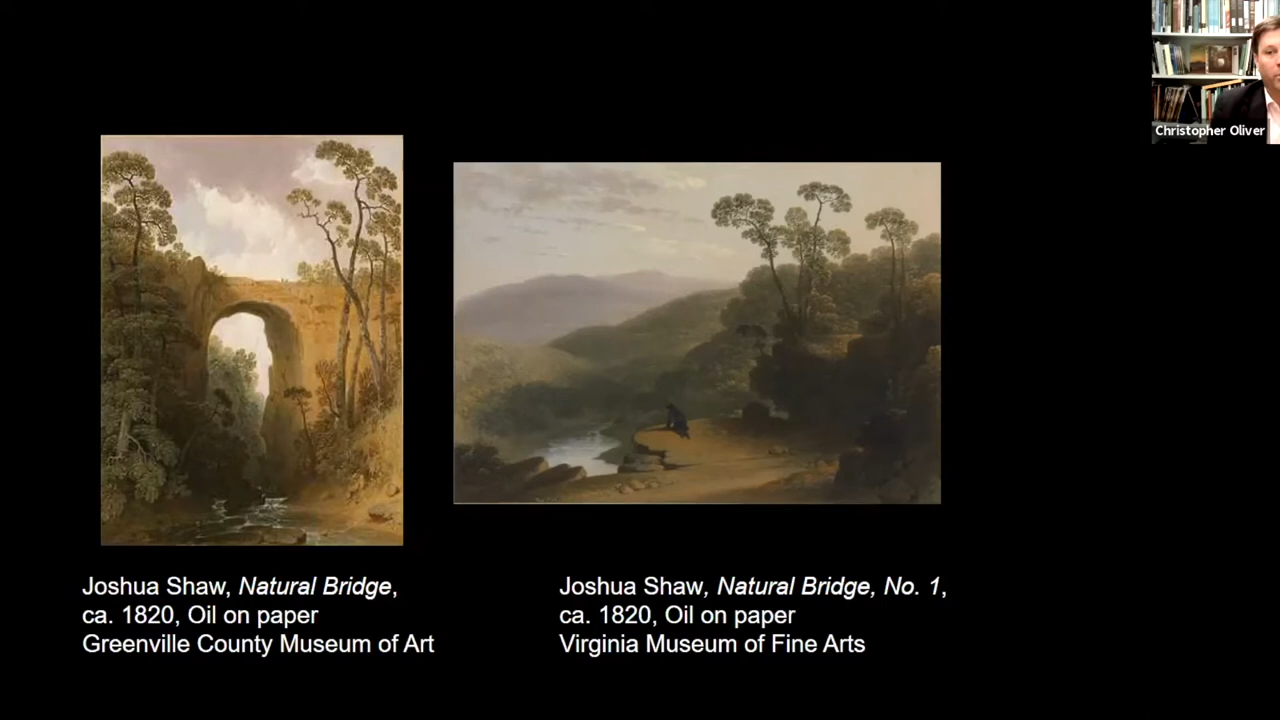 Christopher Oliver
Joshua Shaw, Natural Bridge,
ca. 1820, Oil on paper
Greenville County Museum of Art
Joshua Shaw, Natural Bridge, No. 1,
ca. 1820, Oil on paper
Virginia Museum of Fine Arts